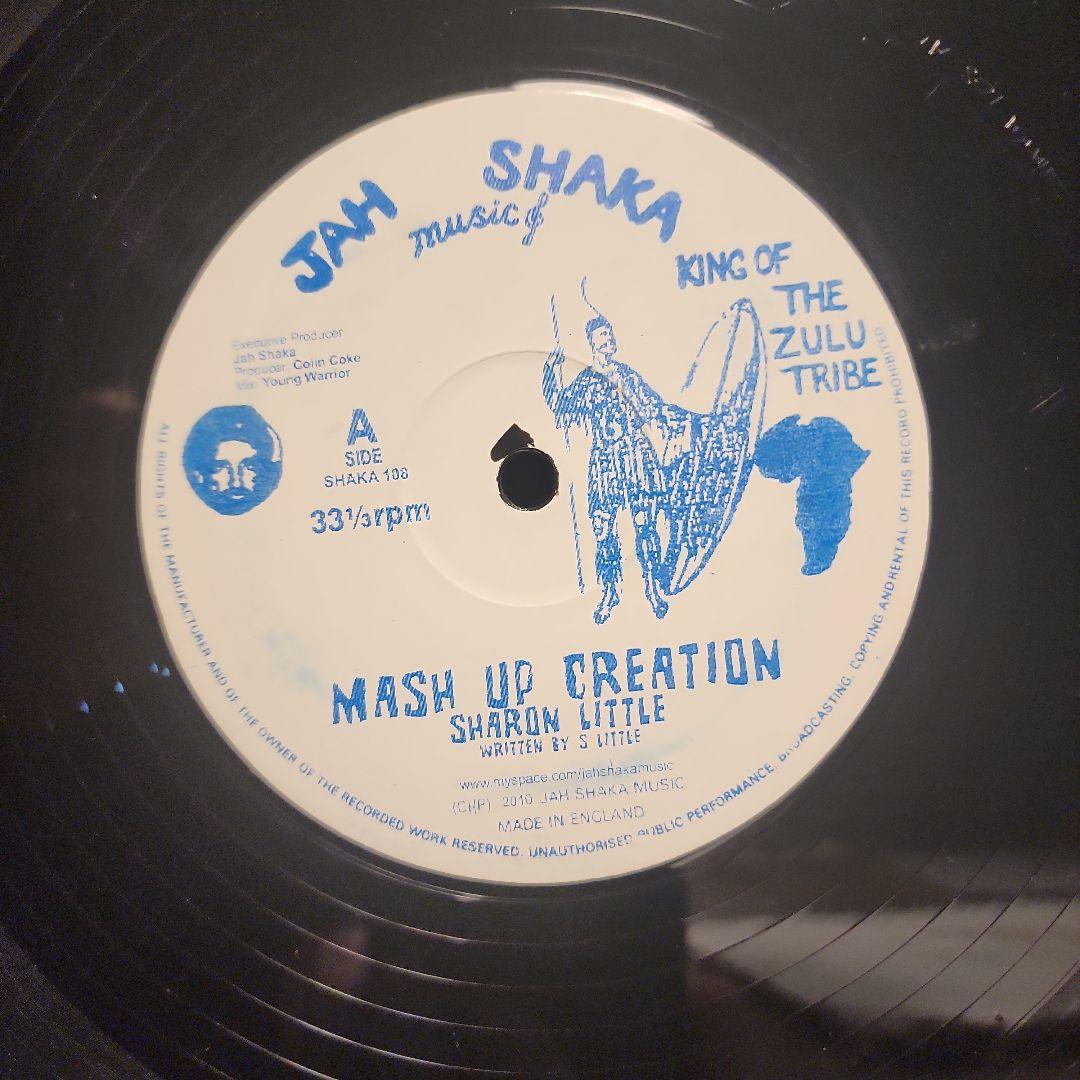 JAH SHAKA
music
KING OF
THE
ZULU
TRIBE
Executive Producer
Jah Shaka
Producer Colin Coke
Mix Young Warrior
A
SIDE
SHAKA 108
33⅓rpm
MASH UP CREATION
SHARON LITTLE
WRITTEN BY S LITTLE
www.myspace.com/jahshakamusic
(C)(P) 2010 JAH SHAKA MUSIC
MADE IN ENGLAND
ALL RIGHTS OF THE MANUFACTURER AND OF THE OWNER OF THE RECORDED WORK RESERVED. UNAUTHORISED PUBLIC PERFORMANCE. BROADCASTING. COPYING AND RENTAL OF THIS RECORD PROHIBITED